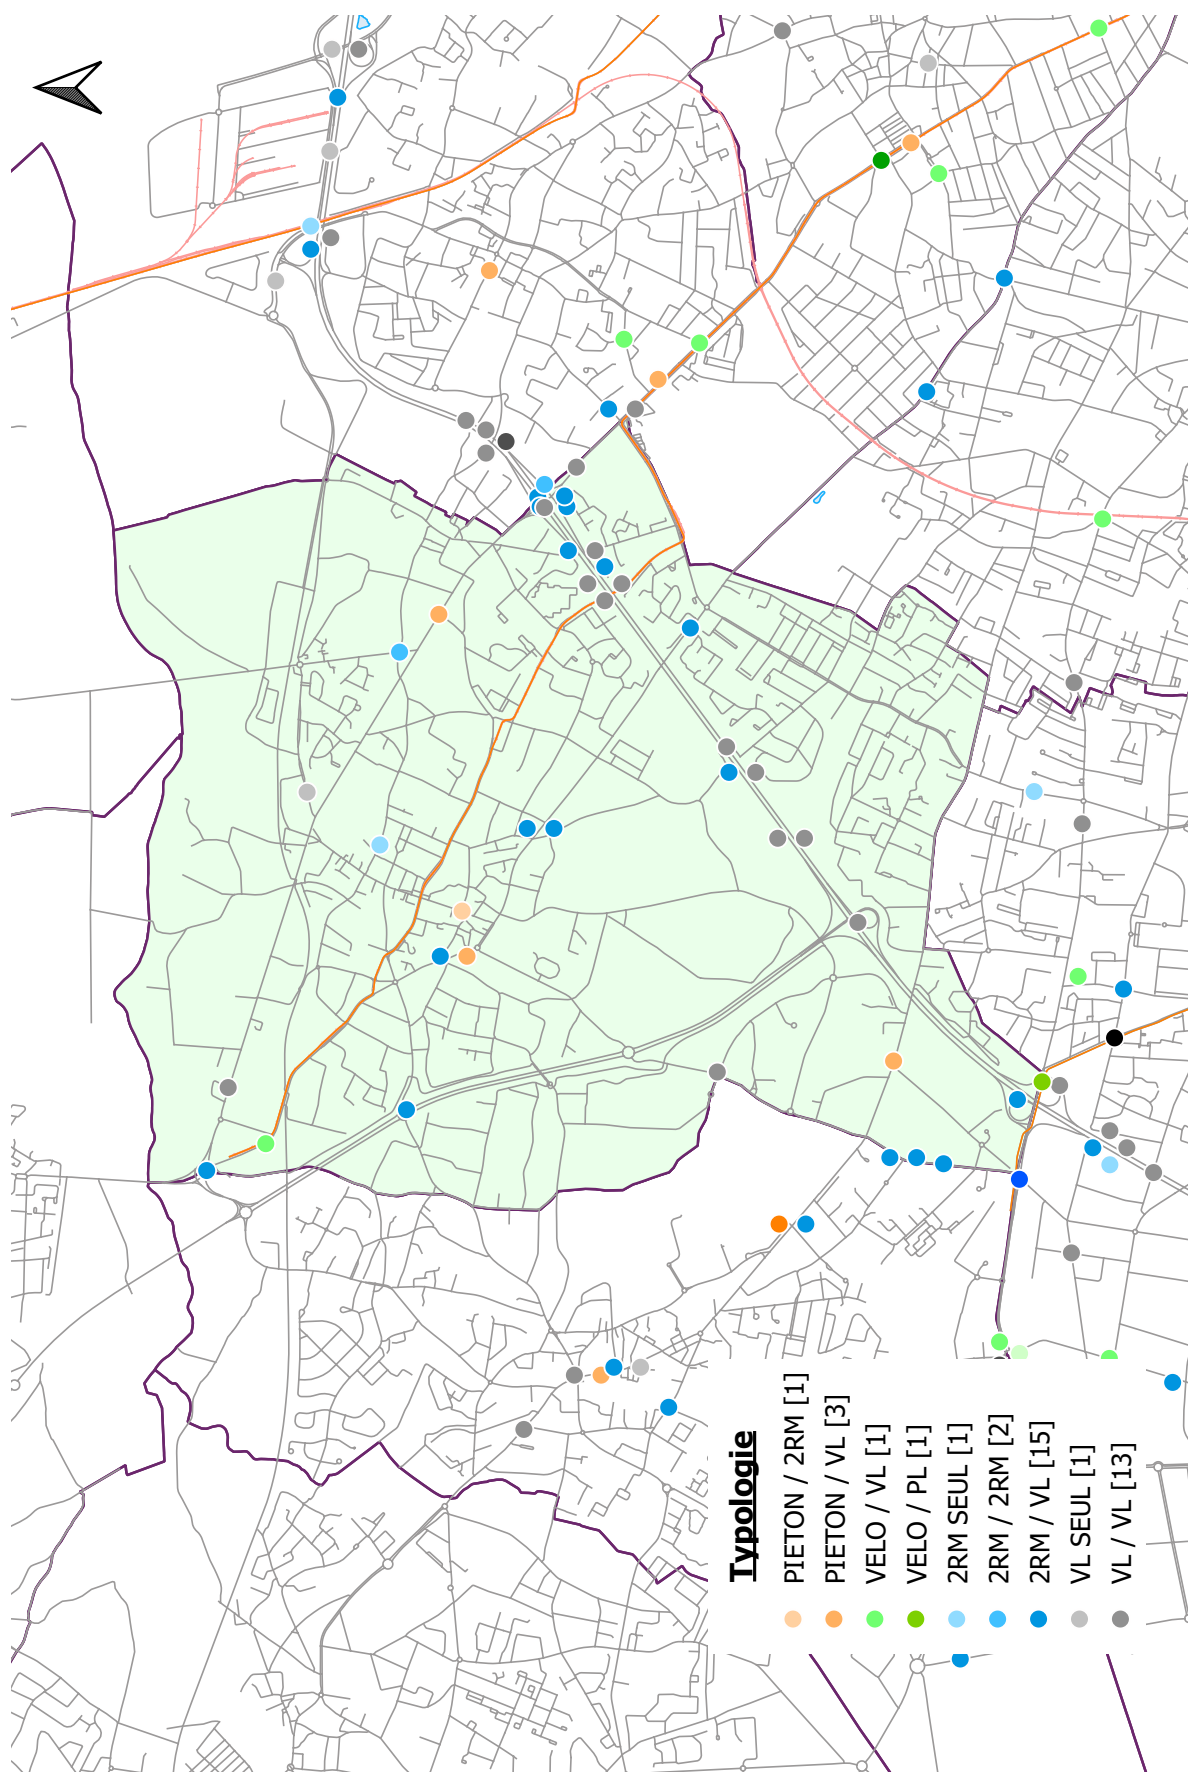 Typologie
PIETON / 2RM [1]
PIETON / VL [3]
VELO / VL [1]
VELO / PL [1]
2RM SEUL [1]
2RM / 2RM [2]
2RM / VL [15]
VL SEUL [1]
VL / VL [13]